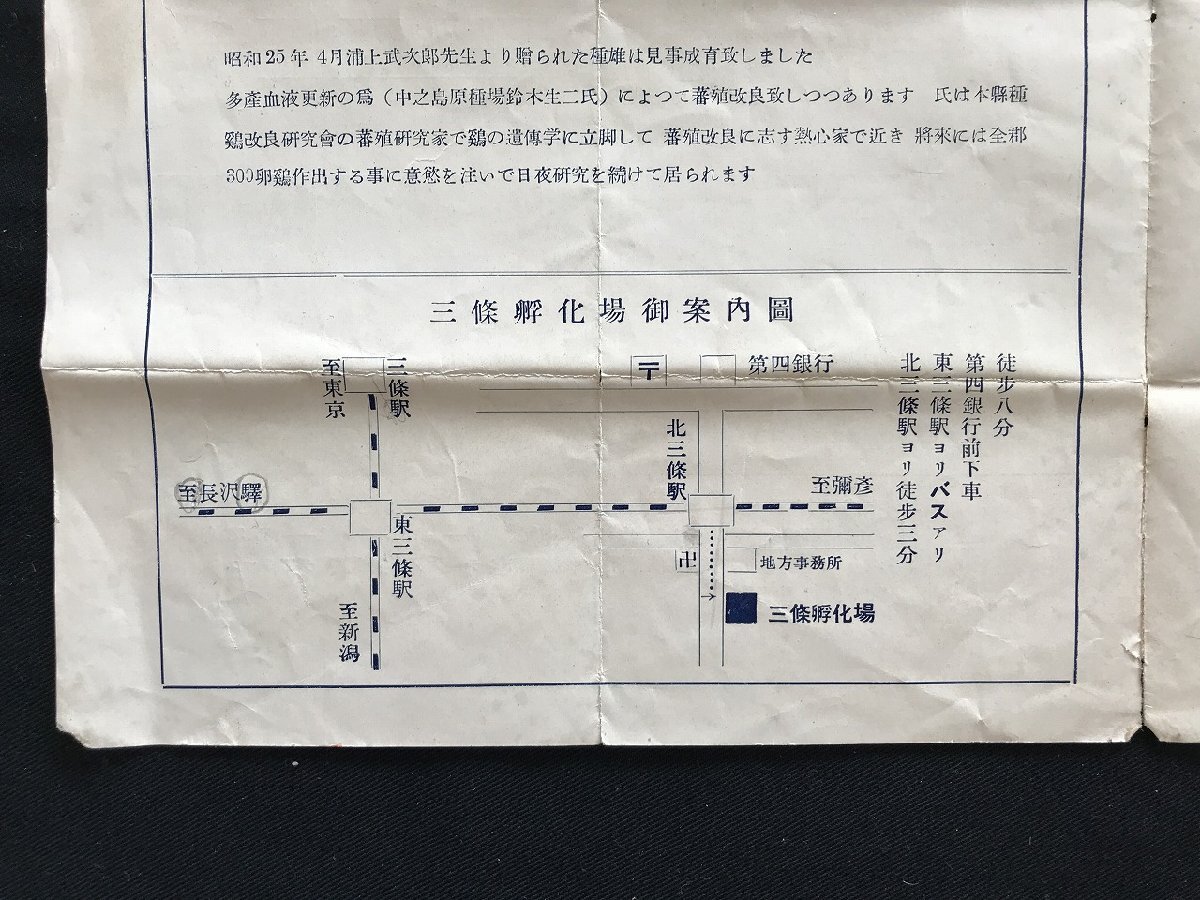 昭和25年 4月浦上武次郎先生より贈られた種雄は見事成育致しました
多産血液更新の為（中之島原種場鈴木生二氏）によつて蕃殖改良致しつつあります 氏は本縣種
鷄改良研究會の蕃殖研究家で鷄の遺傳学に立脚して 蕃殖改良に志す熱心家で近き 將來には全郡
300卵鷄作出する事に意慾を注いで日夜研究を続けて居られます
三條孵化場御案内圖
徒歩八分
第四銀行前下車
東三條駅ヨリバスアリ
北三條駅ヨリ徒歩三分
第四銀行
〒
三條駅
至東京
北三條駅
至彌彦
至長沢驛
東三條駅
至新潟
卍
地方事務所
三條孵化場